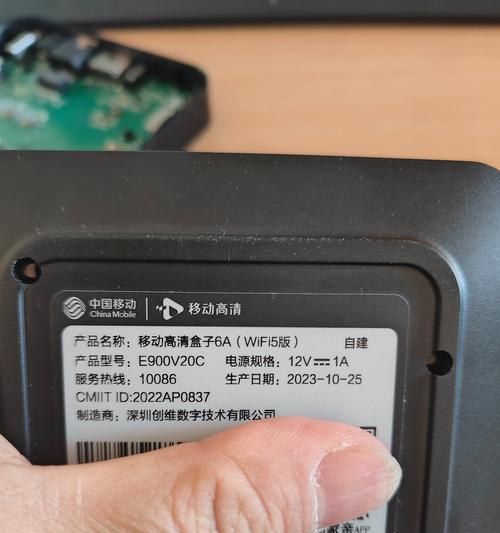 中国移动
China Mobile
移动高清
产品名称：移动高清盒子6A（WiFi5版） 自建
产品型号：E900V20C 电源规格：12V⎓1A
服务热线：10086 生产日期：2023-10-25
CMIIT ID:2022AP0837
制造商：深圳创维数字技术有限公司
APP